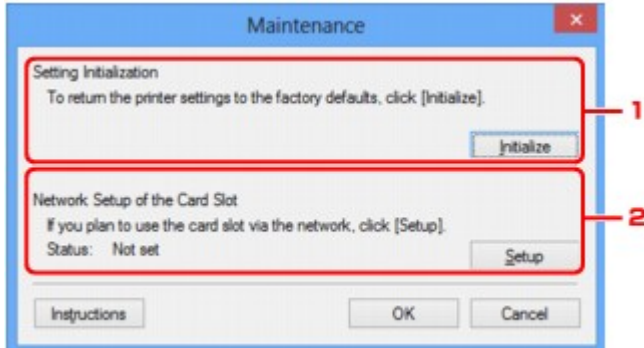 Maintenance
Setting Initialization
To return the printer settings to the factory defaults, click [Initialize].
1
Initialize
Network Setup of the Card Slot
If you plan to use the card slot via the network, click [Setup].
2
Status: Not set
Setup
Instructions OK Cancel